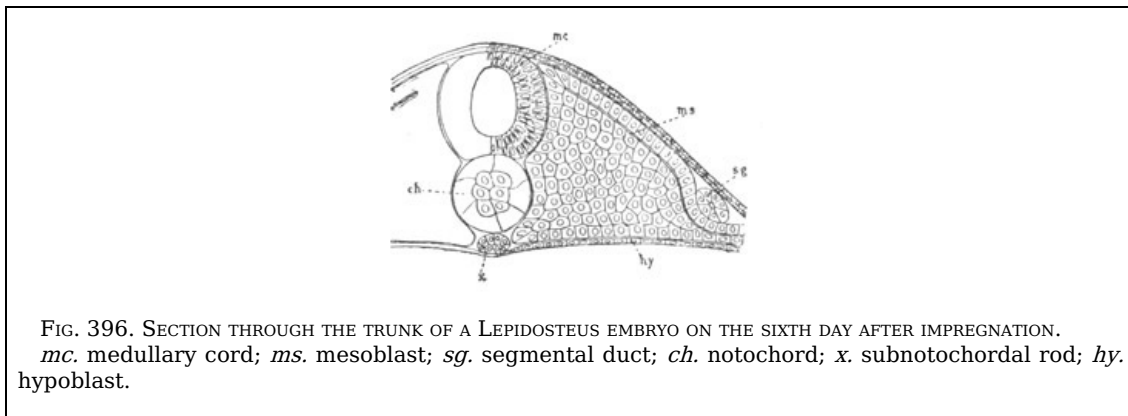 mc
ms
sg
ch
x
hy
FIG. 396. SECTION THROUGH THE TRUNK OF A LEPIDOSTEUS EMBRYO ON THE SIXTH DAY AFTER IMPREGNATION.
mc. medullary cord; ms. mesoblast; sg. segmental duct; ch. notochord; x. subnotochordal rod; hy.
hypoblast.